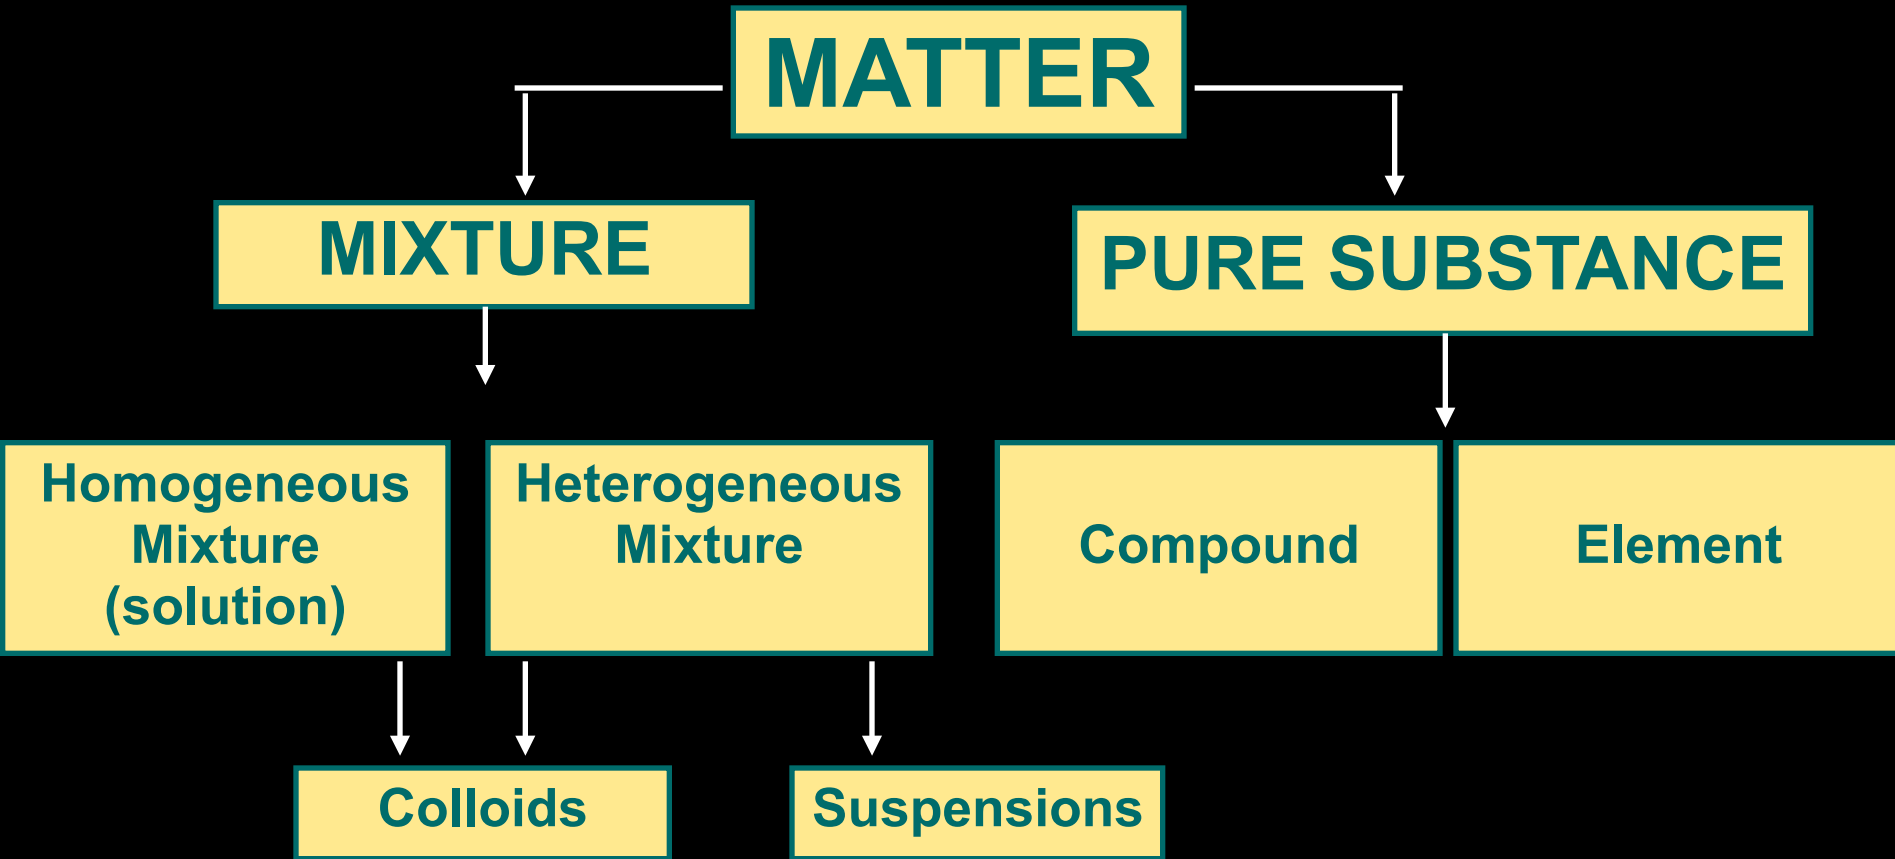 MATTER
MIXTURE
PURE SUBSTANCE
Homogeneous
Mixture
(solution)
Heterogeneous
Mixture
Compound
Element
Colloids
Suspensions